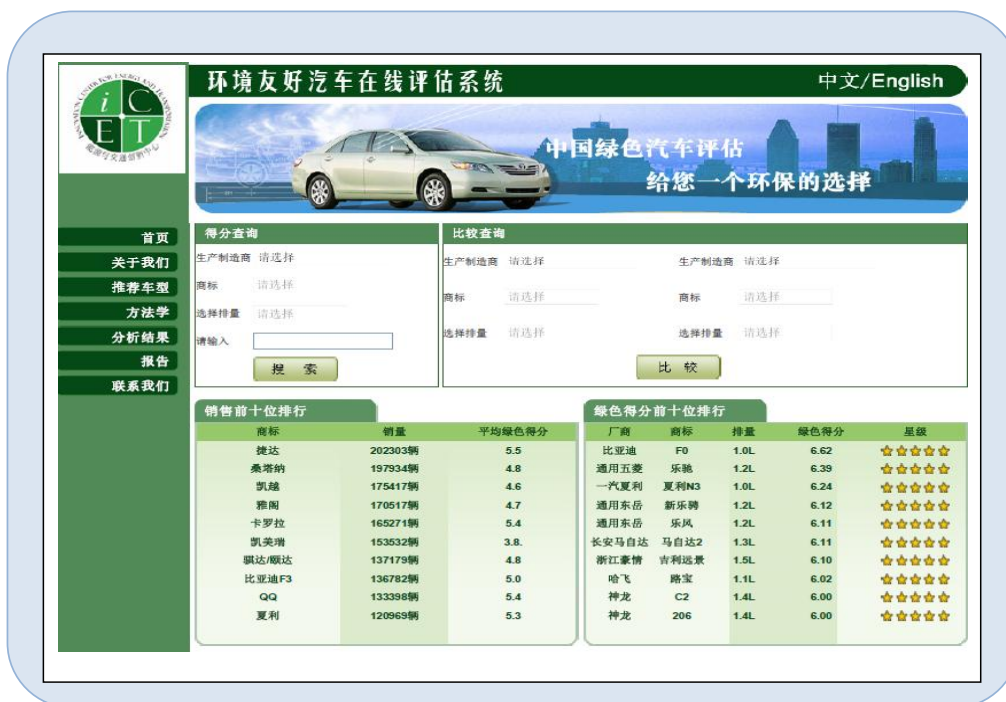 INNOVATION CENTER FOR ENERGY AND TRANSPORTATION
iCET
能源与交通创新中心
环境友好汽车在线评估系统
中文/English
中国绿色汽车评估
给您一个环保的选择
首页
关于我们
推荐车型
方法学
分析结果
报告
联系我们
得分查询
生产制造商 请选择
商标 请选择
选择排量 请选择
请输入
搜 索
比较查询
生产制造商 请选择 生产制造商 请选择
商标 请选择 商标 请选择
选择排量 请选择 选择排量 请选择
比 较
销售前十位排行
商标 销量 平均绿色得分
捷达 202303辆 5.5
桑塔纳 197934辆 4.8
凯越 175417辆 4.6
雅阁 170517辆 4.7
卡罗拉 165271辆 5.4
凯美瑞 153532辆 3.8.
骐达/颐达 137179辆 4.8
比亚迪F3 136782辆 5.0
QQ 133398辆 5.4
夏利 120969辆 5.3
绿色得分前十位排行
厂商 商标 排量 绿色得分 星级
比亚迪 F0 1.0L 6.62
通用五菱 乐驰 1.2L 6.39
一汽夏利 夏利N3 1.0L 6.24
通用东岳 新乐骋 1.2L 6.12
通用东岳 乐风 1.2L 6.11
长安马自达 马自达2 1.3L 6.11
浙江豪情 吉利远景 1.5L 6.10
哈飞 路宝 1.1L 6.02
神龙 C2 1.4L 6.00
神龙 206 1.4L 6.00